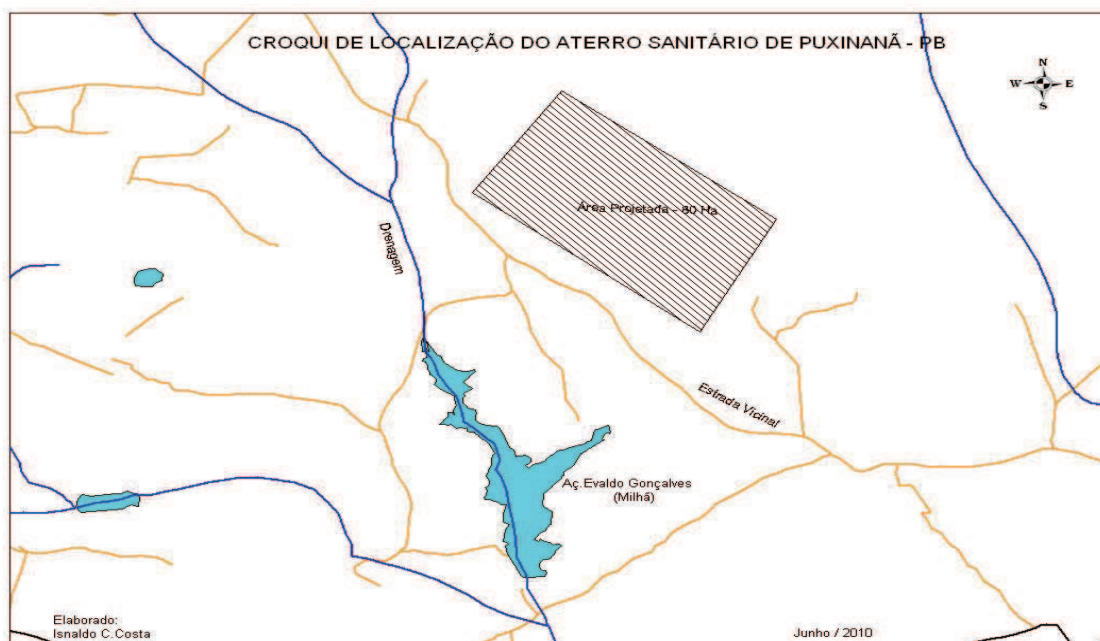 CROQUI DE LOCALIZAÇÃO DO ATERRO SANITÁRIO DE PUXINANÃ - PB
N
W E
S
Área Projetada - 60 Ha
Drenagem
Estrada Vicinal
Aç.Evaldo Gonçalves
(Milhã)
Elaborado:
Isnaldo C.Costa
Junho / 2010